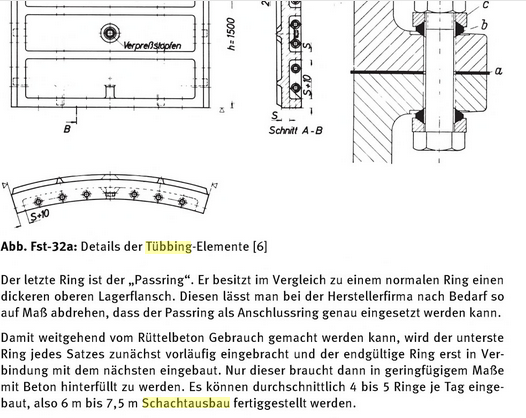 c
b
a
Verpreßstopfen
h=1500
2
S
S+10
S
B
Schnitt A-B
S+10
Abb. Fst-32a: Details der Tübbing-Elemente [6]
Der letzte Ring ist der „Passring“. Er besitzt im Vergleich zu einem normalen Ring einen
dickeren oberen Lagerflansch. Diesen lässt man bei der Herstellerfirma nach Bedarf so
auf Maß abdrehen, dass der Passring als Anschlussring genau eingesetzt werden kann.
Damit weitgehend vom Rüttelbeton Gebrauch gemacht werden kann, wird der unterste
Ring jedes Satzes zunächst vorläufig eingebracht und der endgültige Ring erst in Ver-
bindung mit dem nächsten eingebaut. Nur dieser braucht dann in geringfügigem Maße
mit Beton hinterfüllt zu werden. Es können durchschnittlich 4 bis 5 Ringe je Tag einge-
baut, also 6 m bis 7,5 m Schachtausbau fertiggestellt werden.